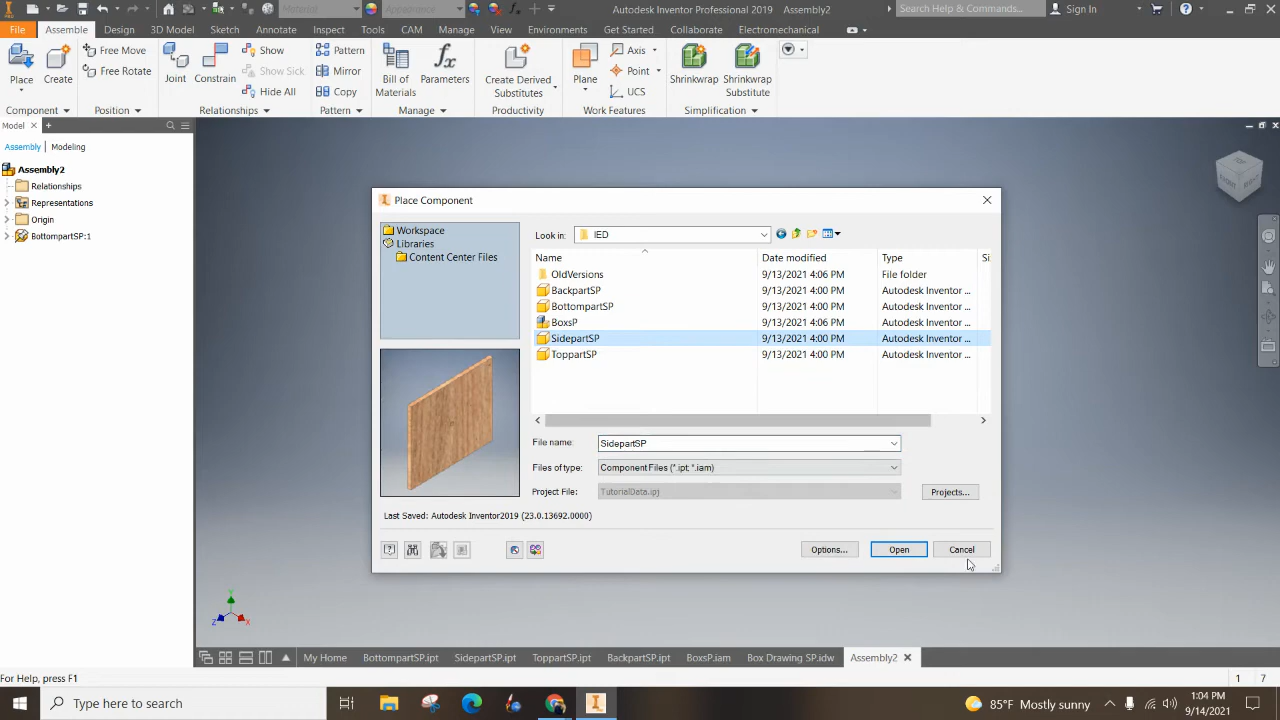 Material
Appearance
Autodesk Inventor Professional 2019 Assembly2
Search Help & Commands...
Sign In
File Assemble Design 3D Model Sketch Annotate Inspect Tools CAM Manage View Environments Get Started Collaborate Electromechanical
Place
Create
Free Move
Free Rotate
Joint
Constrain
Show
Show Sick
Hide All
Pattern
Mirror
Copy
Bill of
Materials
Parameters
Create Derived
Substitutes
Plane
Axis
Point
UCS
Shrinkwrap
Shrinkwrap
Substitute
Component Position Relationships Pattern Manage Productivity Work Features Simplification
Model
Assembly Modeling
Assembly2
Relationships
Representations
Origin
BottompartSP:1
Place Component
Workspace
Libraries
Content Center Files
Look in: IED
Name Date modified Type Si
OldVersions 9/13/2021 4:06 PM File folder
BackpartSP 9/13/2021 4:00 PM Autodesk Inventor ...
BottompartSP 9/13/2021 4:00 PM Autodesk Inventor ...
BoxsP 9/13/2021 4:06 PM Autodesk Inventor ...
SidepartSP 9/13/2021 4:00 PM Autodesk Inventor ...
ToppartSP 9/13/2021 4:00 PM Autodesk Inventor ...
File name: SidepartSP
Files of type: Component Files (*.ipt; *.iam)
Project File: TutorialData.ipj
Projects...
Last Saved: Autodesk Inventor2019 (23.0.13692.0000)
Options... Open Cancel
Y
Z
X
My Home BottompartSP.ipt SidepartSP.ipt ToppartSP.ipt BackpartSP.ipt BoxsP.iam Box Drawing SP.idw Assembly2
For Help, press F1
1 7
Type here to search
85°F Mostly sunny
1:04 PM
9/14/2021